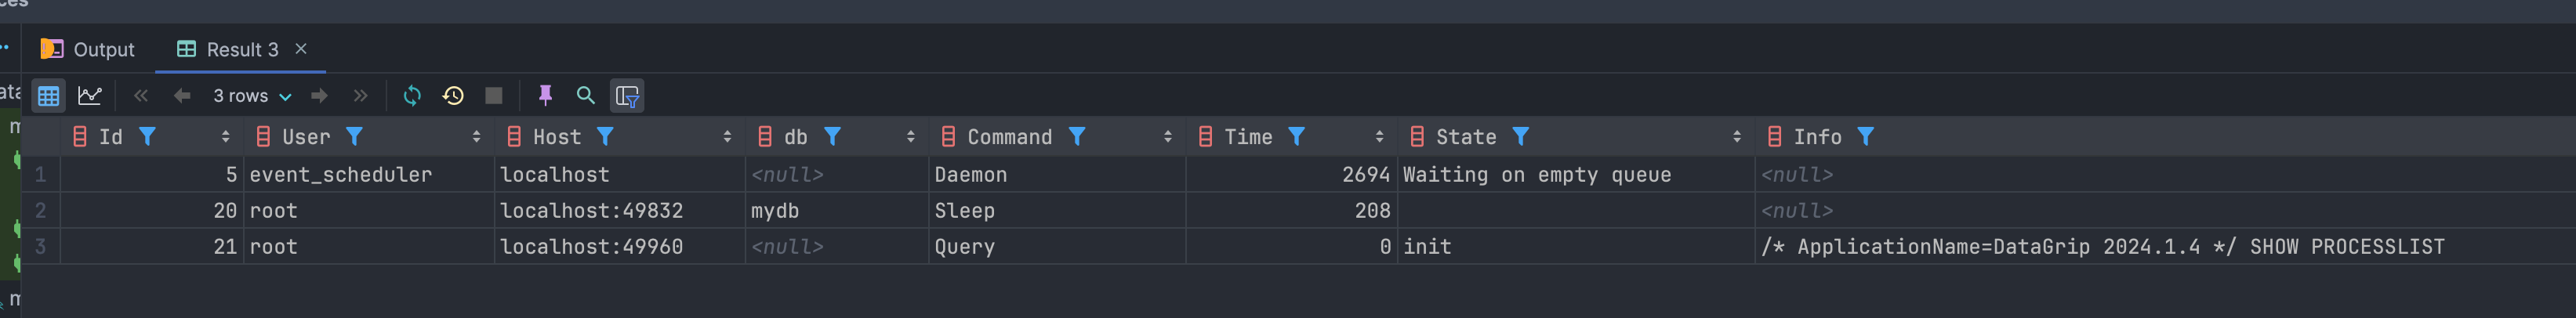 Output Result 3
3 rows
Id User Host db Command Time State Info
1 5 event_scheduler localhost <null> Daemon 2694 Waiting on empty queue <null>
2 20 root localhost:49832 mydb Sleep 208 <null>
3 21 root localhost:49960 <null> Query 0 init /* ApplicationName=DataGrip 2024.1.4 */ SHOW PROCESSLIST